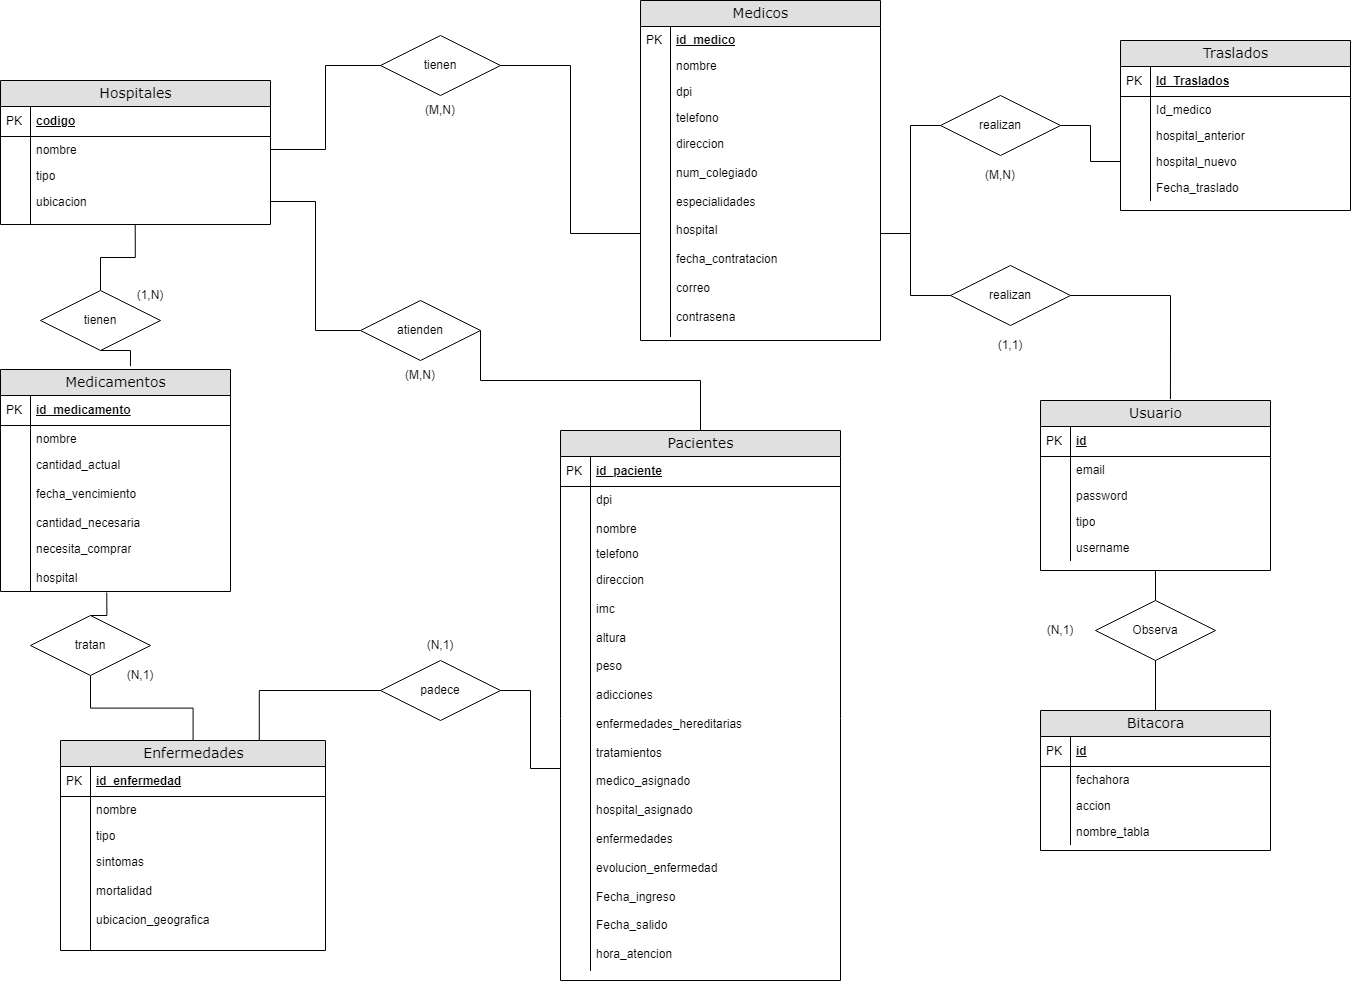 Medicos
PK id_medico
nombre
dpi
telefono
direccion
num_colegiado
especialidades
hospital
fecha_contratacion
correo
contrasena
tienen
(M,N)
Hospitales
PK codigo
nombre
tipo
ubicacion
Traslados
PK Id_Traslados
Id_medico
hospital_anterior
hospital_nuevo
Fecha_traslado
realizan
(M,N)
realizan
(1,1)
(1,N)
tienen
atienden
(M,N)
Medicamentos
PK id_medicamento
nombre
cantidad_actual
fecha_vencimiento
cantidad_necesaria
necesita_comprar
hospital
Pacientes
PK id_paciente
dpi
nombre
telefono
direccion
imc
altura
peso
adicciones
enfermedades_hereditarias
tratamientos
medico_asignado
hospital_asignado
enfermedades
evolucion_enfermedad
Fecha_ingreso
Fecha_salido
hora_atencion
Usuario
PK id
email
password
tipo
username
tratan
(N,1)
(N,1)
padece
(N,1)
Observa
Enfermedades
PK id_enfermedad
nombre
tipo
sintomas
mortalidad
ubicacion_geografica
Bitacora
PK id
fechahora
accion
nombre_tabla